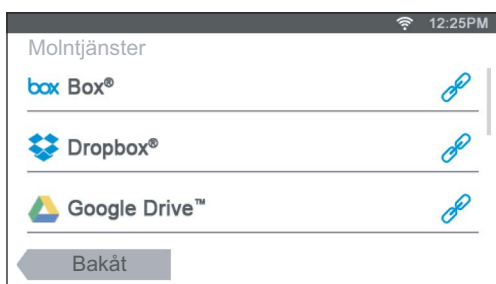 12:25PM
Molntjänster
box Box®
Dropbox®
Google Drive™
Bakåt